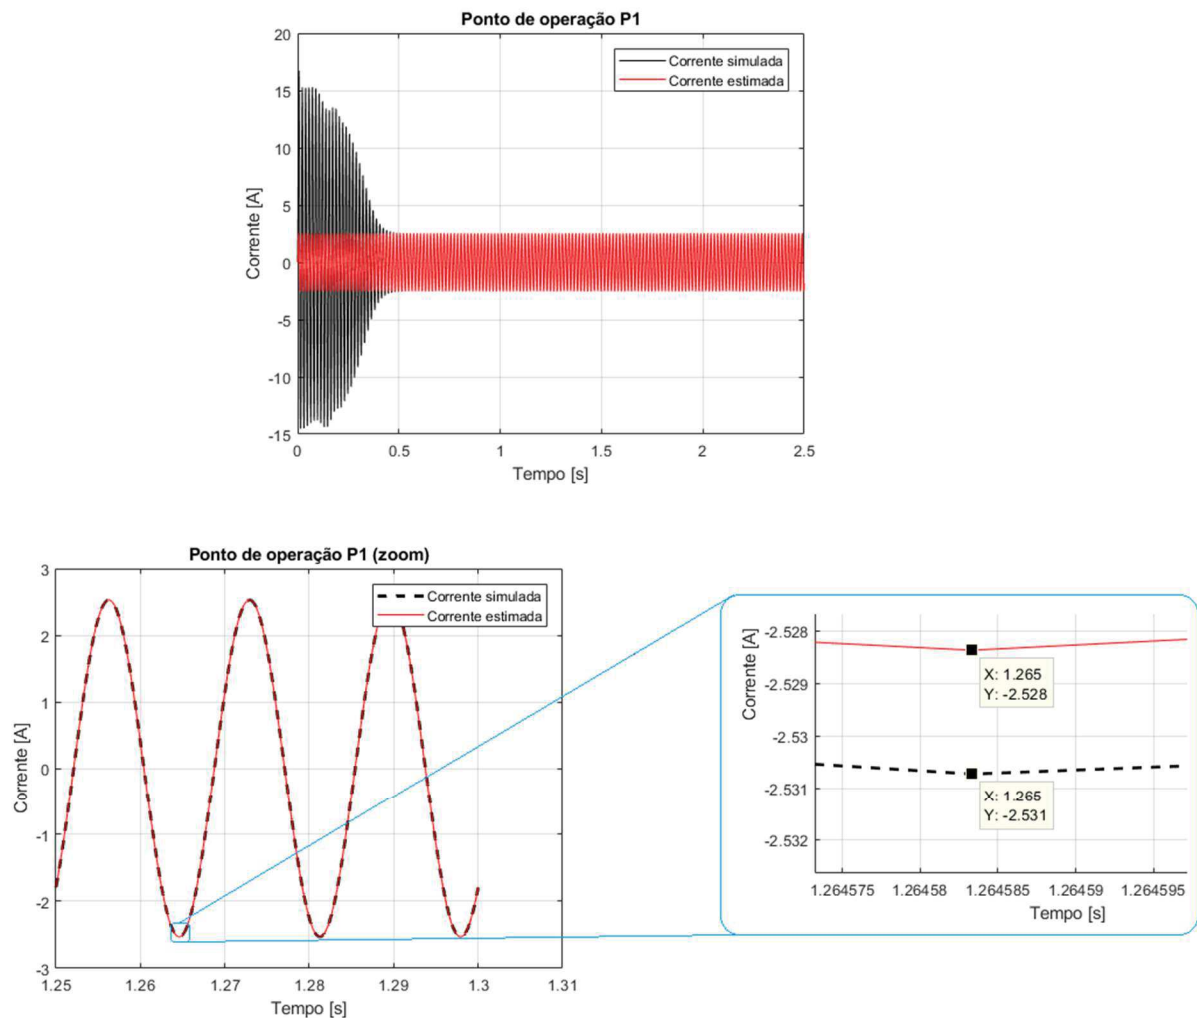 Ponto de operação P1
20
15
10
5
0
-5
-10
-15
Corrente [A]
Corrente simulada
Corrente estimada
0
0.5
1
1.5
2
2.5
Tempo [s]
Ponto de operação P1 (zoom)
3
2
1
0
-1
-2
-3
Corrente [A]
Corrente simulada
Corrente estimada
1.25
1.26
1.27
1.28
1.29
1.3
1.31
Tempo [s]
-2.528
-2.529
-2.53
-2.531
-2.532
Corrente [A]
X: 1.265
Y: -2.528
X: 1.265
Y: -2.531
1.264575
1.26458
1.264585
1.26459
1.264595
Tempo [s]